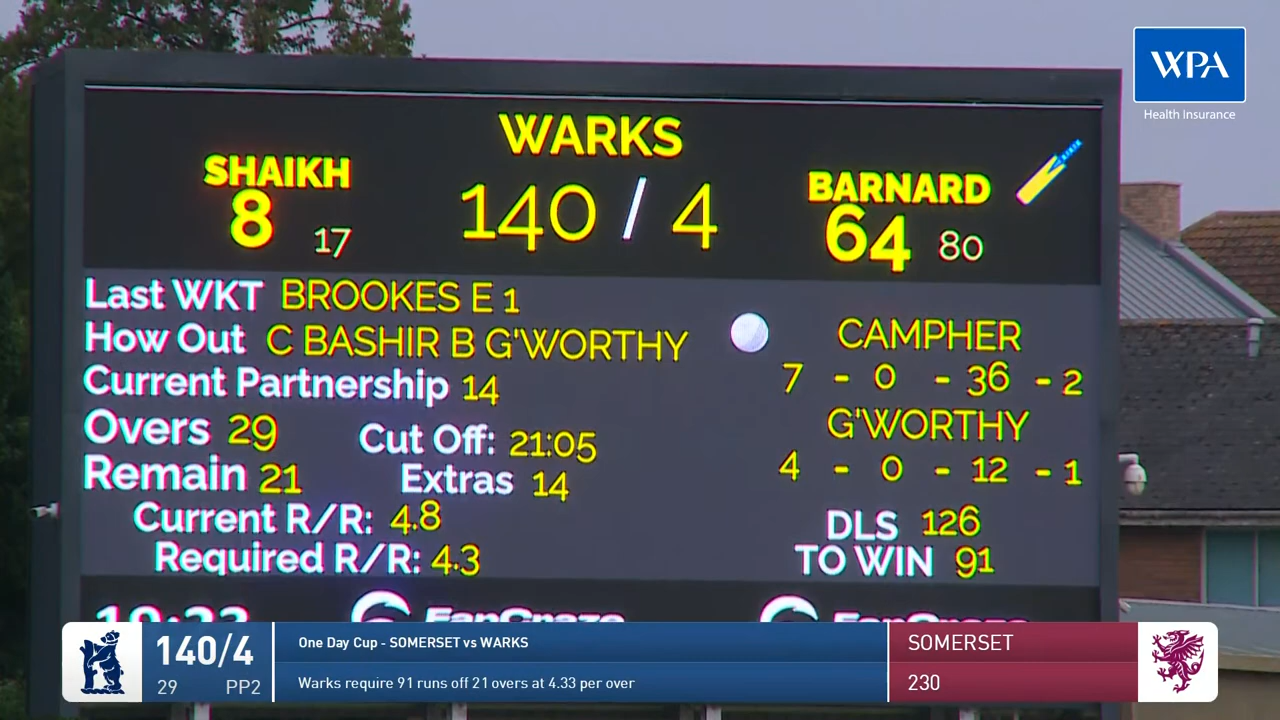 WPA
Health Insurance
WARKS
SHAIKH
8 17
140 / 4
BARNARD
64 80
Last WKT BROOKES E 1
How Out C BASHIR B G'WORTHY
Current Partnership 14
Overs 29 Cut Off: 21:05
Remain 21 Extras 14
Current R/R: 4.8
Required R/R: 4.3
CAMPHER
7 - 0 - 36 - 2
G'WORTHY
4 - 0 - 12 - 1
DLS 126
TO WIN 91
FanCraze FanCraze
140/4
29 PP2
One Day Cup - SOMERSET vs WARKS
Warks require 91 runs off 21 overs at 4.33 per over
SOMERSET
230